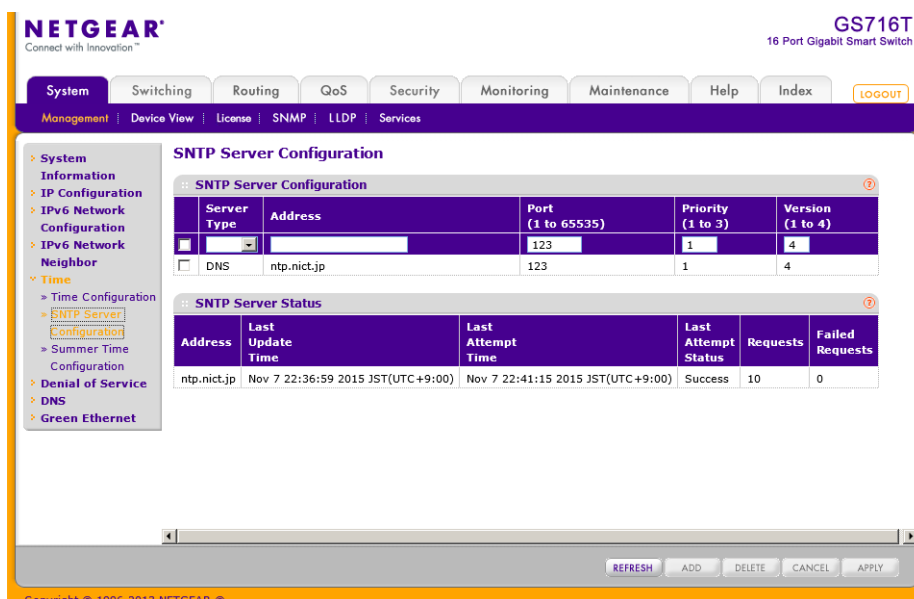 NETGEAR®
Connect with Innovation™
GS716T
16 Port Gigabit Smart Switch
System Switching Routing QoS Security Monitoring Maintenance Help Index LOGOUT
Management Device View License SNMP LLDP Services
System Information
IP Configuration
IPv6 Network Configuration
IPv6 Network Neighbor
Time
» Time Configuration
» SNTP Server Configuration
» Summer Time Configuration
Denial of Service
DNS
Green Ethernet
SNTP Server Configuration
SNTP Server Configuration ?
Server Type Address Port (1 to 65535) Priority (1 to 3) Version (1 to 4)
123 1 4
DNS ntp.nict.jp 123 1 4
SNTP Server Status ?
Address Last Update Time Last Attempt Time Last Attempt Status Requests Failed Requests
ntp.nict.jp Nov 7 22:36:59 2015 JST(UTC+9:00) Nov 7 22:41:15 2015 JST(UTC+9:00) Success 10 0
REFRESH ADD DELETE CANCEL APPLY
Copyright © 1996-2013 NETGEAR ®